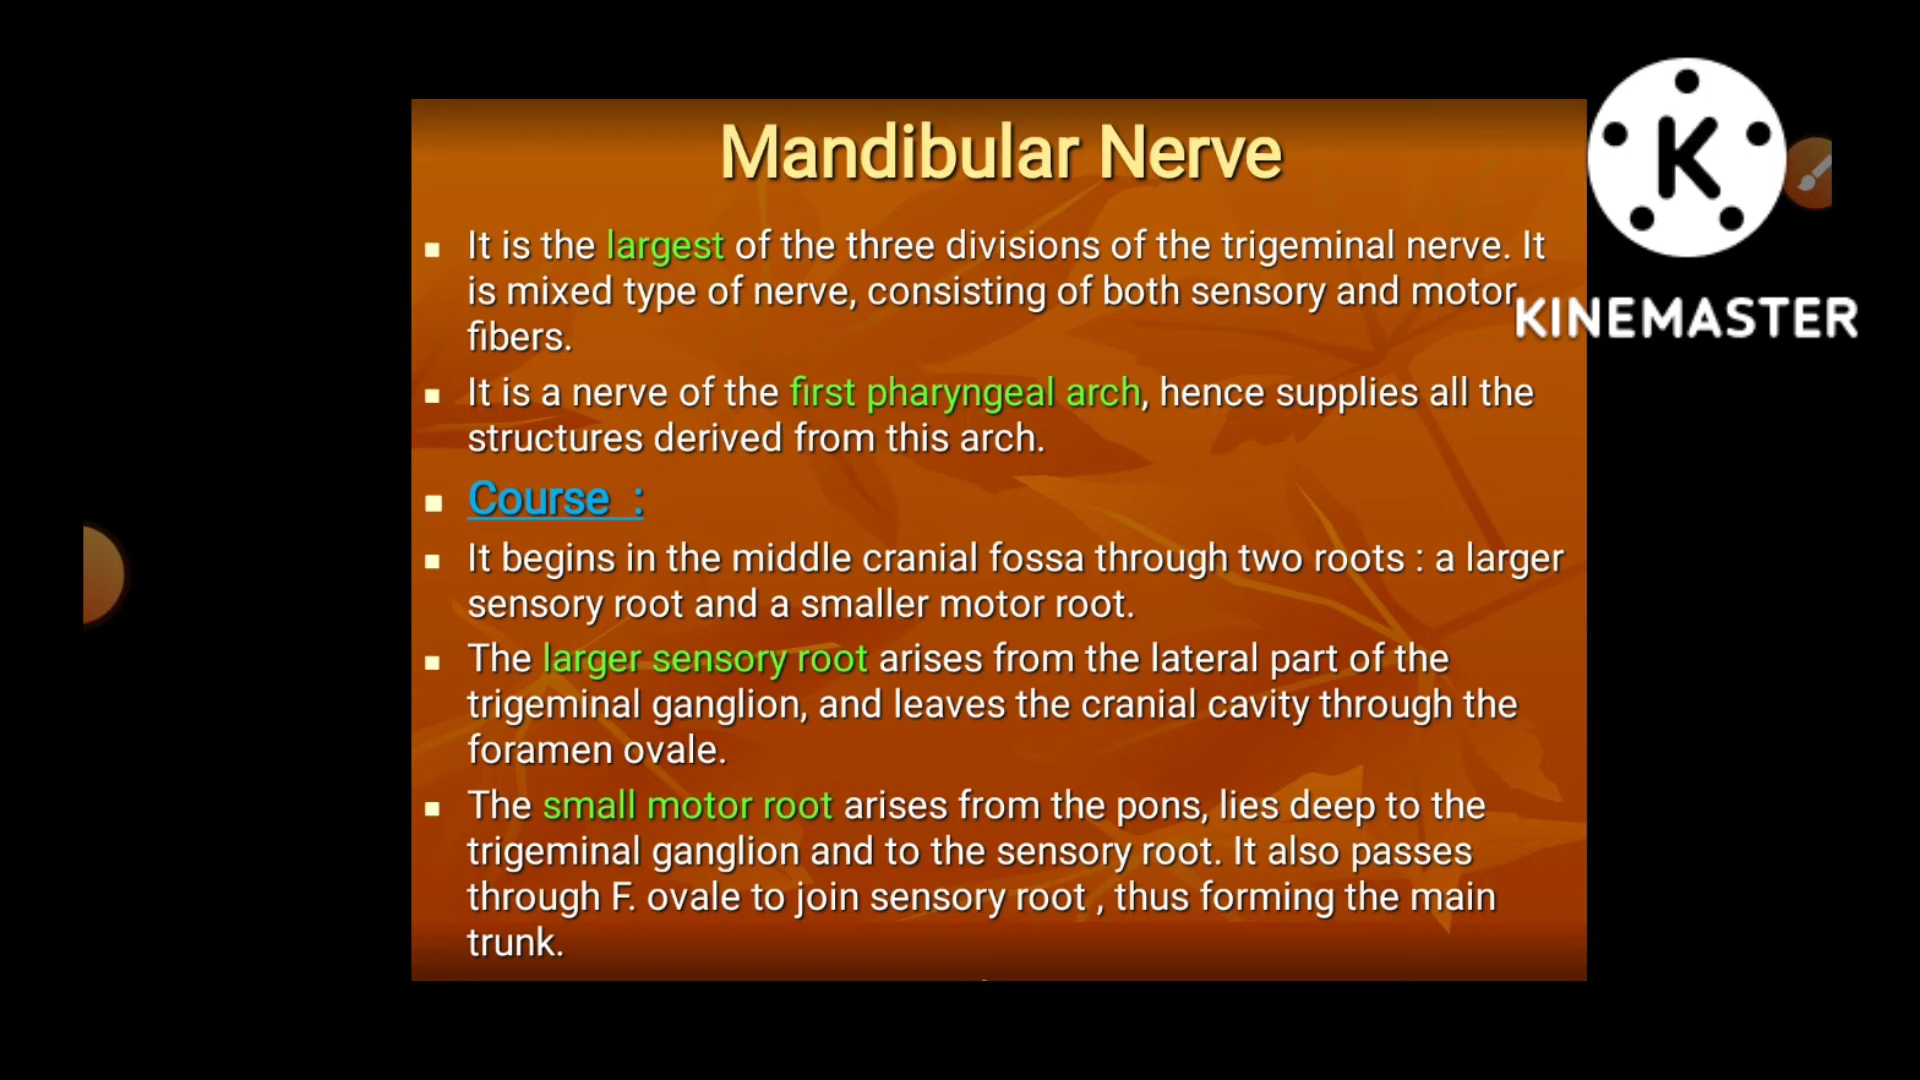 Mandibular Nerve
It is the largest of the three divisions of the trigeminal nerve. It
is mixed type of nerve, consisting of both sensory and motor
fibers.
It is a nerve of the first pharyngeal arch, hence supplies all the
structures derived from this arch.
Course :
It begins in the middle cranial fossa through two roots : a larger
sensory root and a smaller motor root.
The larger sensory root arises from the lateral part of the
trigeminal ganglion, and leaves the cranial cavity through the
foramen ovale.
The small motor root arises from the pons, lies deep to the
trigeminal ganglion and to the sensory root. It also passes
through F. ovale to join sensory root , thus forming the main
trunk.
K
KINEMASTER